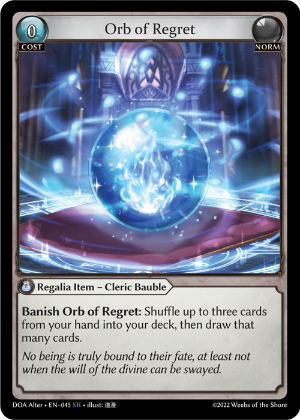 Orb of Regret
0
COST
NORM
Regalia Item – Cleric Bauble
Banish Orb of Regret: Shuffle up to three cards
from your hand into your deck, then draw that
many cards.
No being is truly bound to their fate, at least not
when the will of the divine can be swayed.
DOA Alter • EN-045 SR • illust: 道湧
©2022 Weebs of the Shore